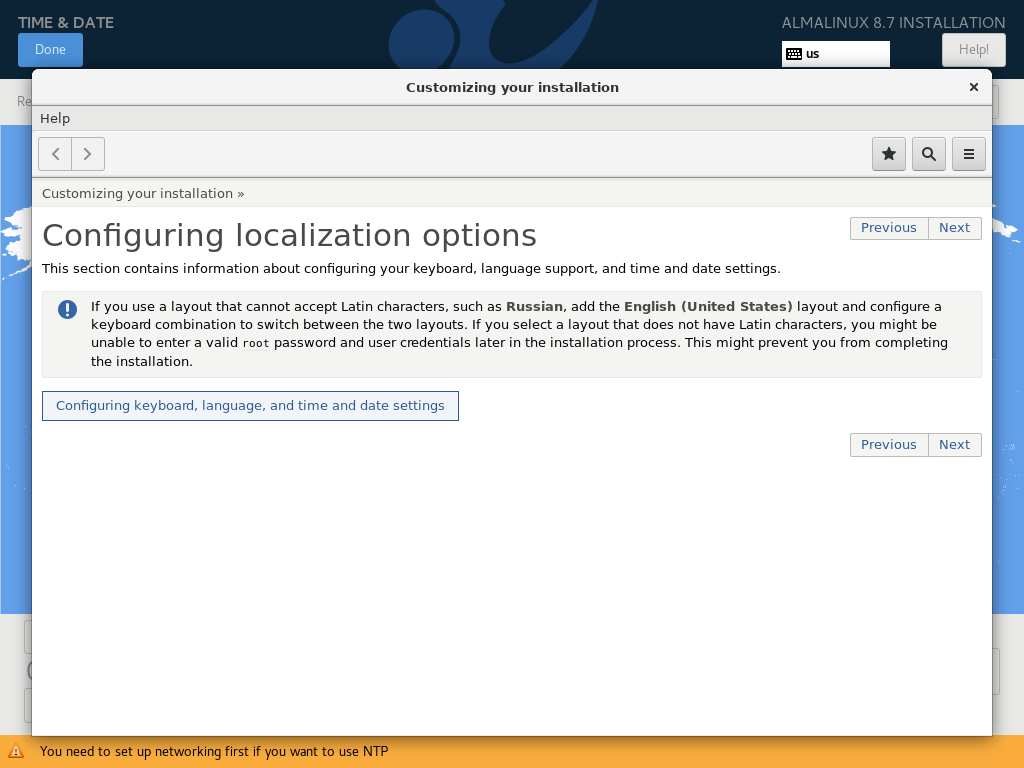 TIME & DATE
ALMALINUX 8.7 INSTALLATION
Done
us
Help!
Customizing your installation
Re
Help
Customizing your installation »
Configuring localization options
Previous
Next
This section contains information about configuring your keyboard, language support, and time and date settings.
If you use a layout that cannot accept Latin characters, such as Russian, add the English (United States) layout and configure a
keyboard combination to switch between the two layouts. If you select a layout that does not have Latin characters, you might be
unable to enter a valid root password and user credentials later in the installation process. This might prevent you from completing
the installation.
Configuring keyboard, language, and time and date settings
Previous
Next
You need to set up networking first if you want to use NTP